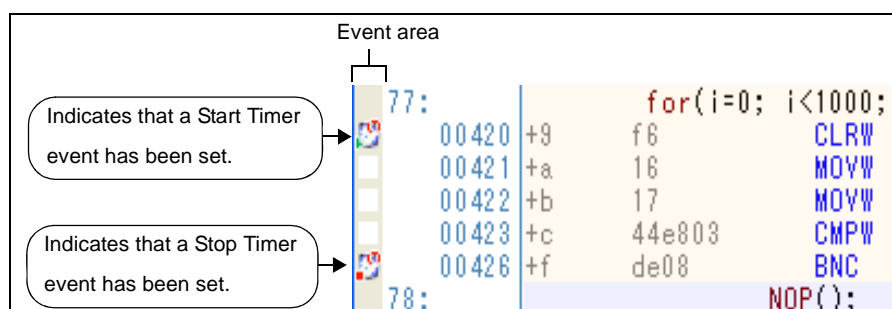 Event area
Indicates that a Start Timer
event has been set.
Indicates that a Stop Timer
event has been set.
77: for(i=0; i<1000;
00420 +9 f6 CLRW
00421 +a 16 MOVW
00422 +b 17 MOVW
00423 +c 44e803 CMPW
00426 +f de08 BNC
78: NOP();